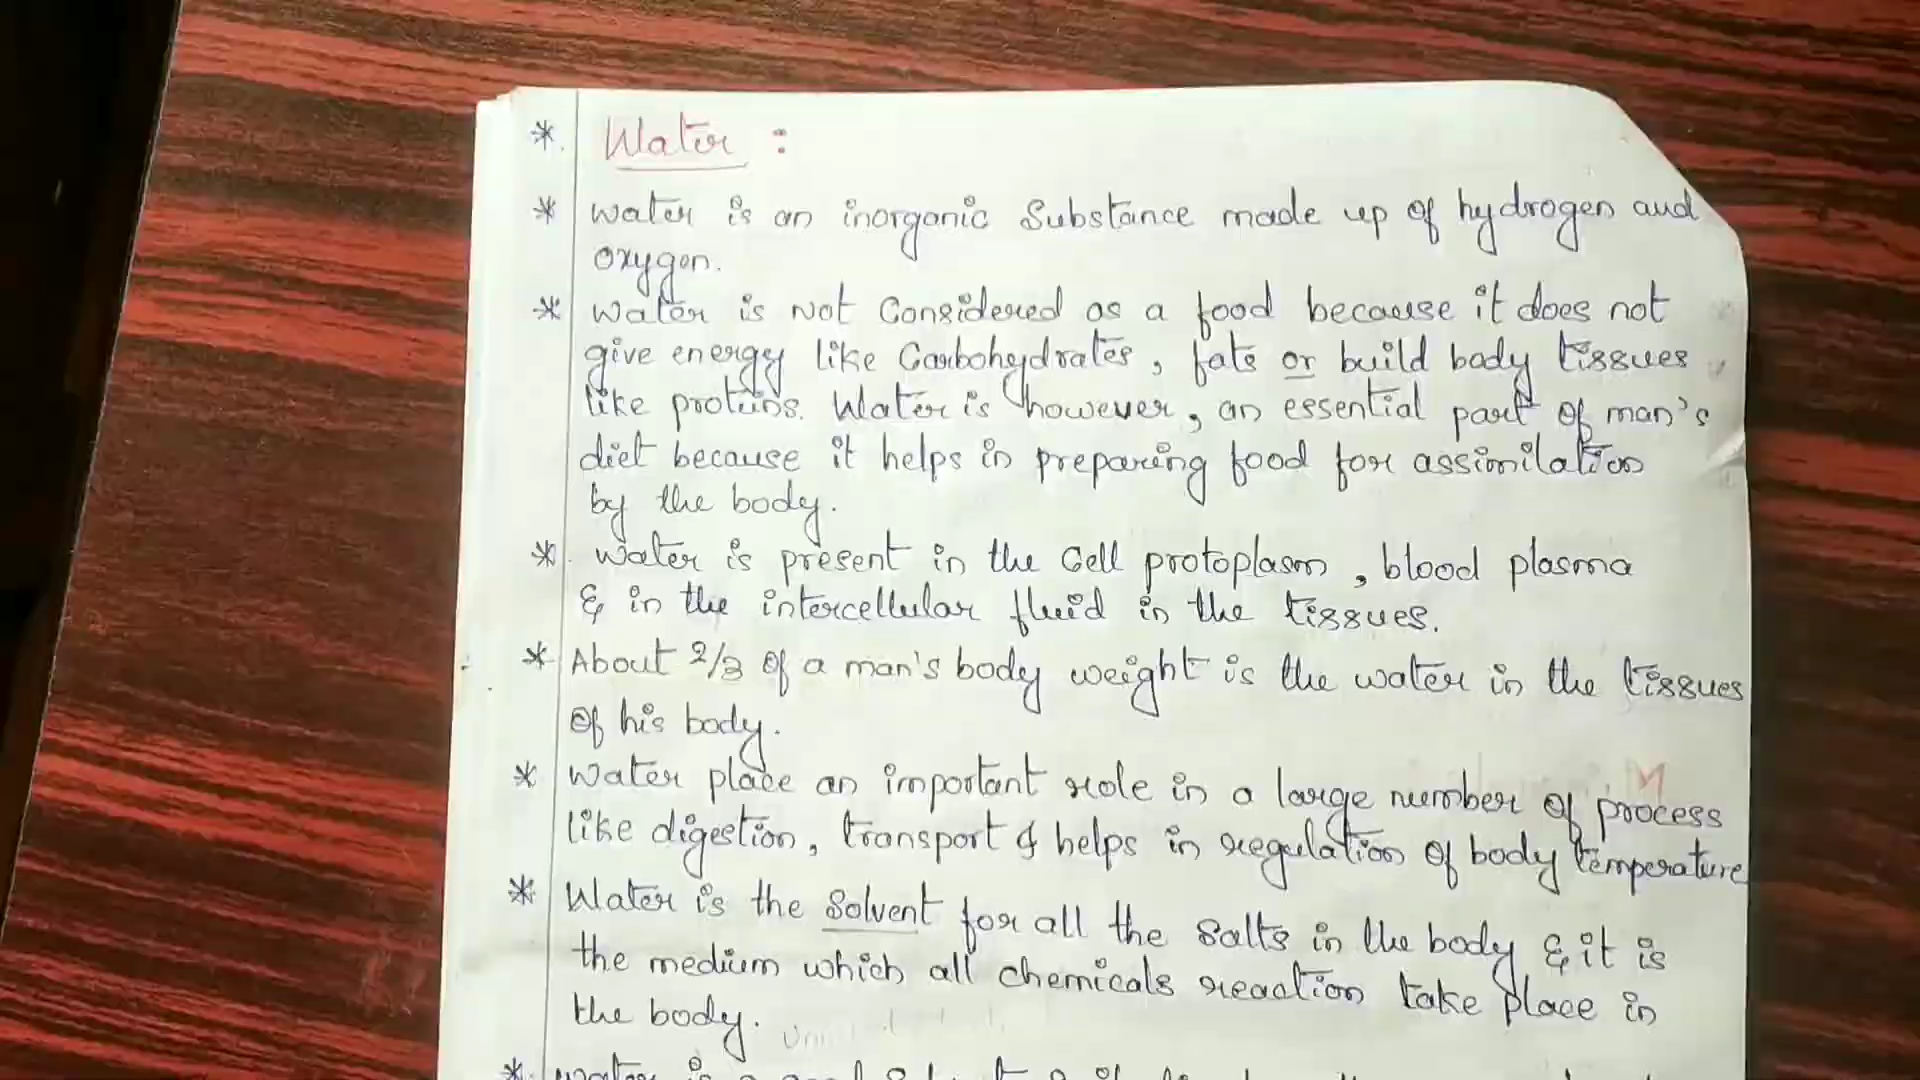 *. Water :
* Water is an inorganic Substance made up of hydrogen and
oxygen.
* Water is not Considered as a food because it does not
give energy like Carbohydrates, fats or build body tissues
like proteins. Water is however, an essential part of man's
diet because it helps in preparing food for assimilation
by the body.
*. Water is present in the Cell protoplasm, blood plasma
& in the intercellular fluid in the tissues.
* About 2/3 of a man's body weight is the water in the tissues
of his body.
* Water place an important role in a large number of process
like digestion, transport & helps in regulation of body temperature
* Water is the Solvent for all the Salts in the body & it is
the medium which all chemicals reaction take place in
the body.
* Water is a